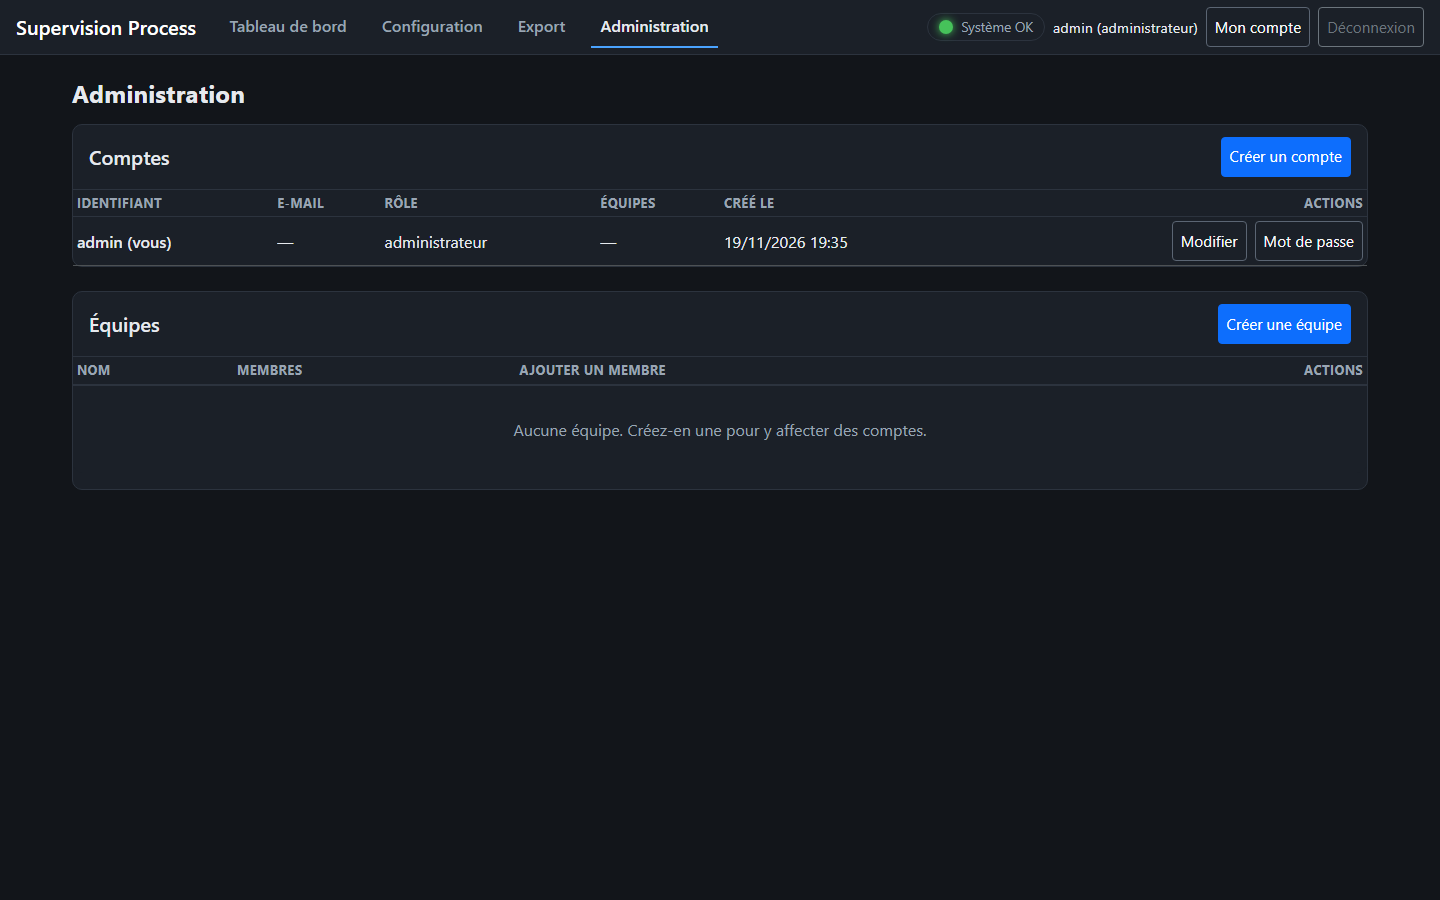 Supervision Process Tableau de bord Configuration Export Administration Système OK admin (administrateur) Mon compte Déconnexion
Administration
Comptes Créer un compte
IDENTIFIANT E-MAIL RÔLE ÉQUIPES CRÉÉ LE ACTIONS
admin (vous) — administrateur — 19/11/2026 19:35 Modifier Mot de passe
Équipes Créer une équipe
NOM MEMBRES AJOUTER UN MEMBRE ACTIONS
Aucune équipe. Créez-en une pour y affecter des comptes.